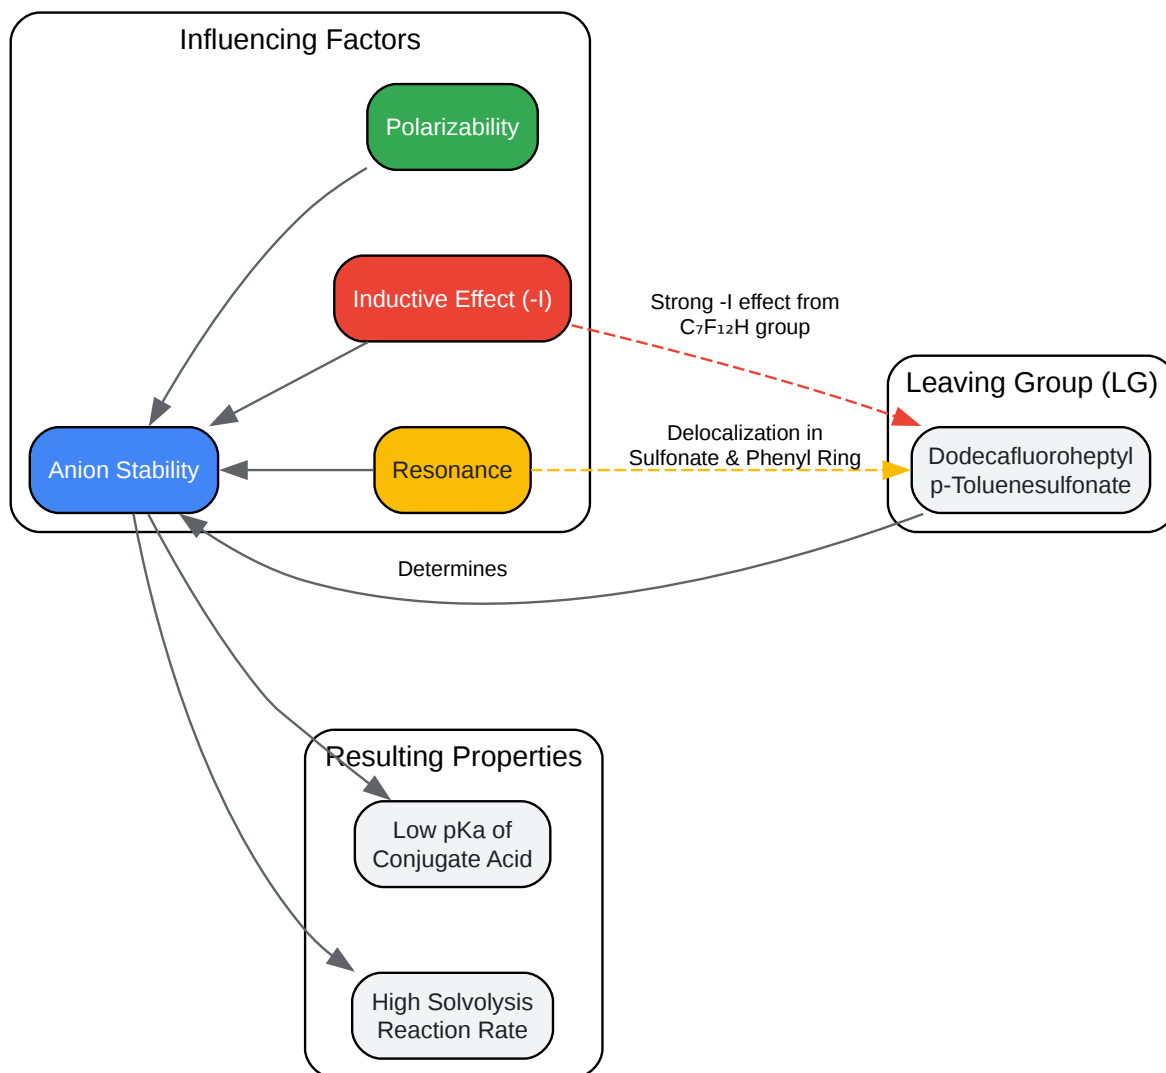 Influencing Factors
Polarizability
Inductive Effect (-I)
Strong -I effect from
C₇F₁₂H group
Leaving Group (LG)
Anion Stability
Resonance
Delocalization in
Sulfonate & Phenyl Ring
Dodecafluoroheptyl
p-Toluenesulfonate
Determines
Resulting Properties
Low pKa of
Conjugate Acid
High Solvolysis
Reaction Rate